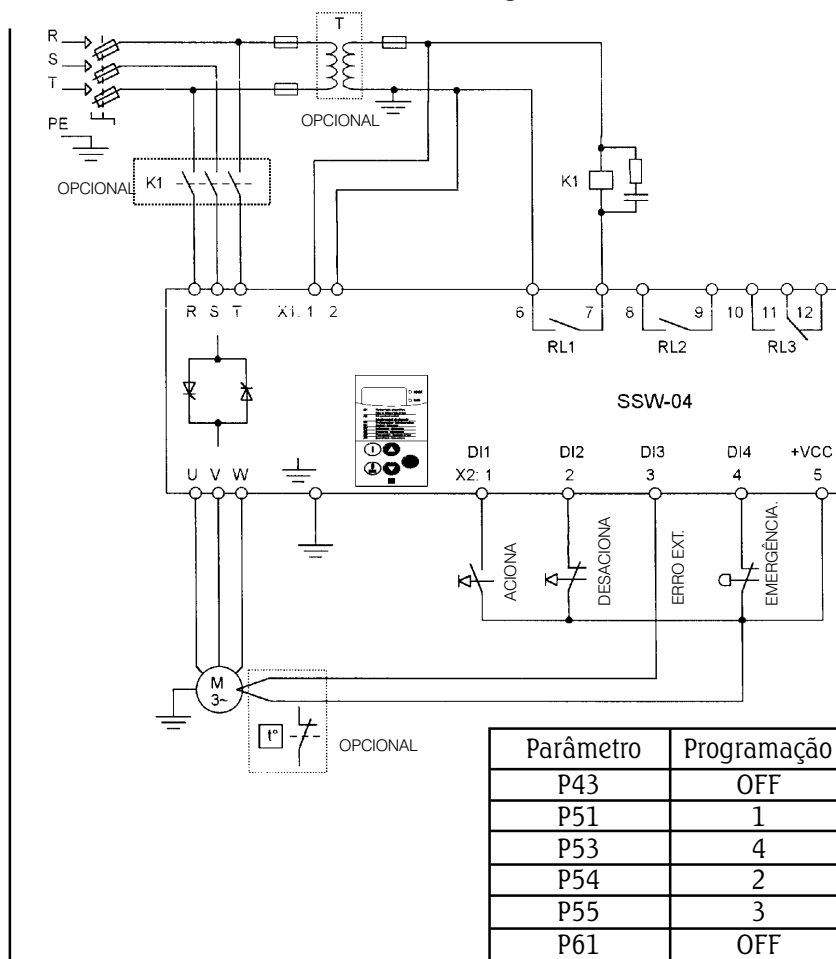 T
R
S
T
OPCIONAL
PE
OPCIONAL
K1
K1
R S T X1: 1 2 6 7 8 9 10 11 12
RL1 RL2 RL3
SSW-04
U V W
DI1 DI2 DI3 DI4 +VCC
X2: 1 2 3 4 5
ACIONA
DESACIONA
ERRO EXT.
EMERGÊNCIA.
M
3~
t°
OPCIONAL
Parâmetro Programação
P43 OFF
P51 1
P53 4
P54 2
P55 3
P61 OFF